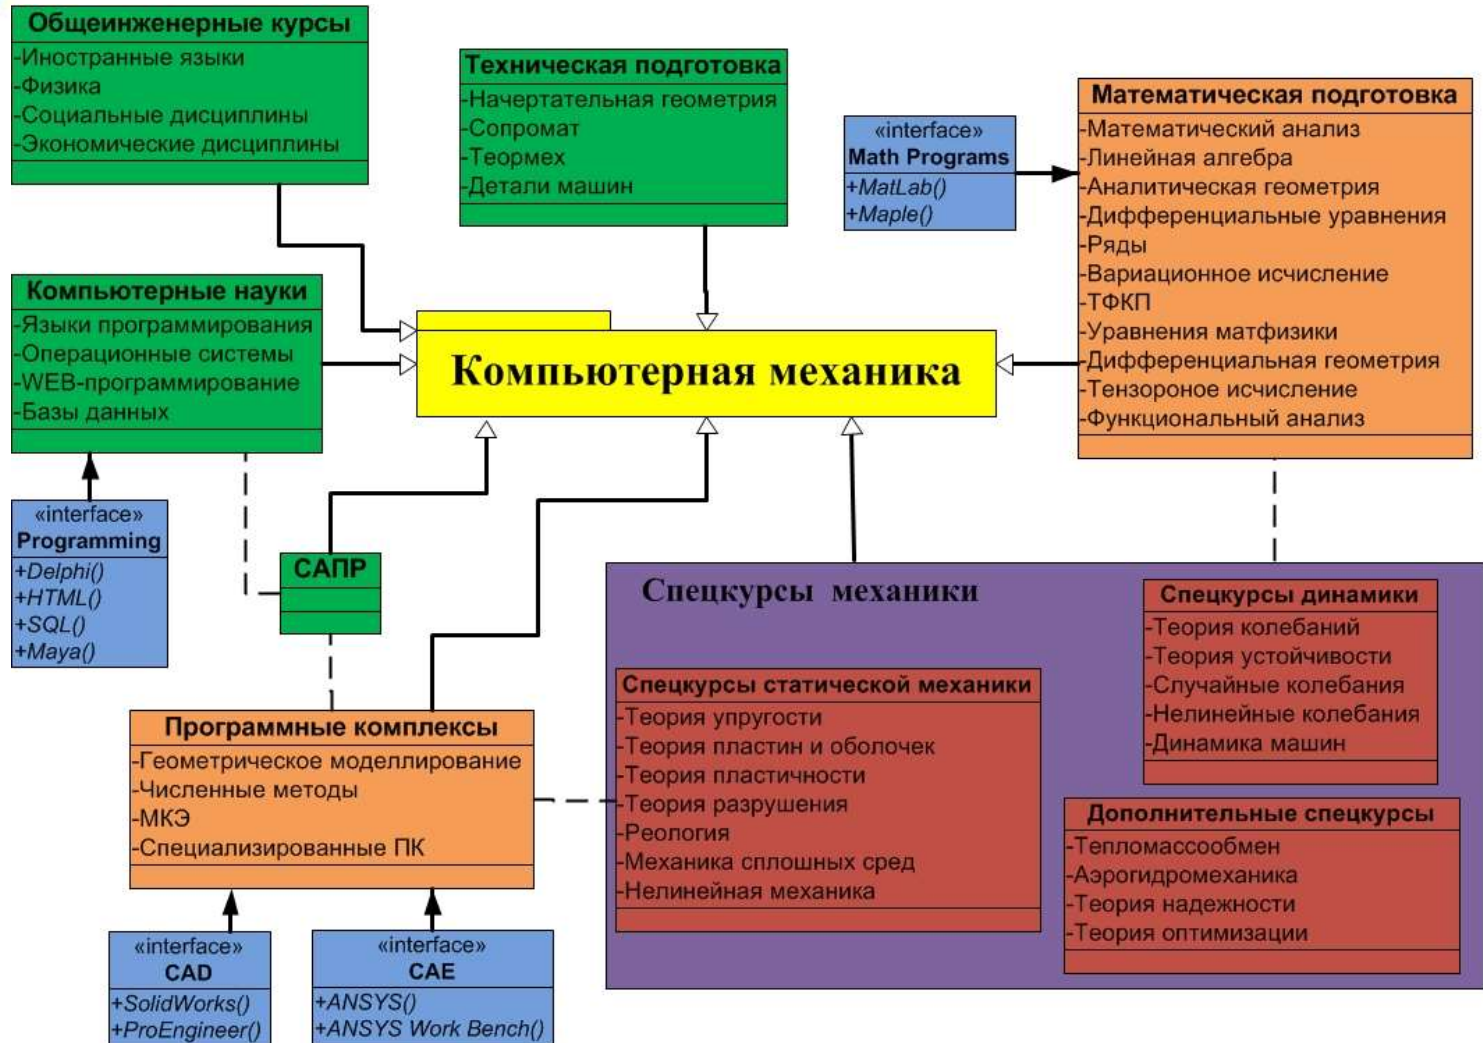 Общеинженерные курсы
-Иностранные языки
-Физика
-Социальные дисциплины
-Экономические дисциплины
Техническая подготовка
-Начертательная геометрия
-Сопромат
-Теормех
-Детали машин
«interface»
Math Programs
+MatLab()
+Maple()
Математическая подготовка
-Математический анализ
-Линейная алгебра
-Аналитическая геометрия
-Дифференциальные уравнения
-Ряды
-Вариационное исчисление
-ТФКП
-Уравнения матфизики
-Дифференциальная геометрия
-Тензороное исчисление
-Функциональный анализ
Компьютерные науки
-Языки программирования
-Операционные системы
-WEB-программирование
-Базы данных
Компьютерная механика
«interface»
Programming
+Delphi()
+HTML()
+SQL()
+Maya()
САПР
Программные комплексы
-Геометрическое моделлирование
-Численные методы
-МКЭ
-Специализированные ПК
«interface»
CAD
+SolidWorks()
+ProEngineer()
«interface»
CAE
+ANSYS()
+ANSYS Work Bench()
Спецкурсы механики
Спецкурсы статической механики
-Теория упругости
-Теория пластин и оболочек
-Теория пластичности
-Теория разрушения
-Реология
-Механика сплошных сред
-Нелинейная механика
Спецкурсы динамики
-Теория колебаний
-Теория устойчивости
-Случайные колебания
-Нелинейные колебания
-Динамика машин
Дополнительные спецкурсы
-Тепломассообмен
-Аэрогидромеханика
-Теория надежности
-Теория оптимизации